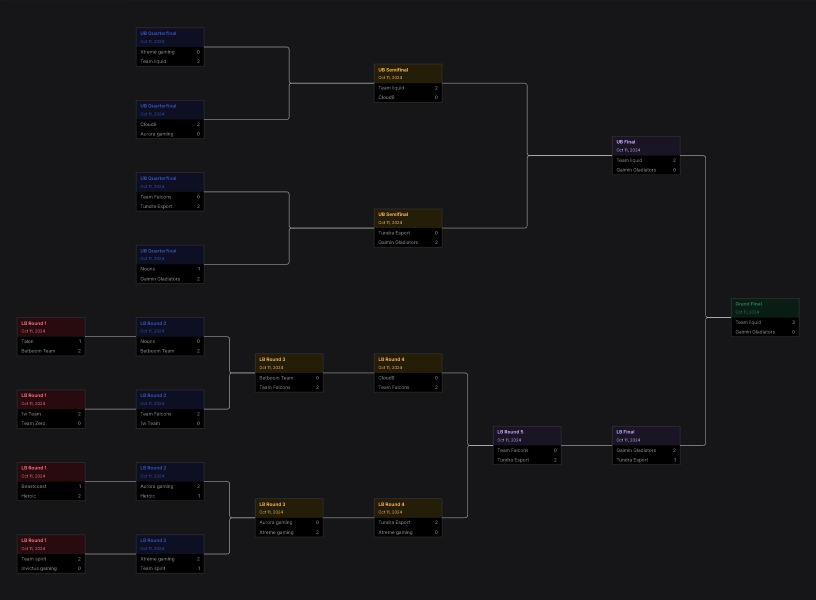 UB Quarterfinal
Oct 11, 2024
Xtreme gaming 0
Team liquid 2
UB Quarterfinal
Oct 11, 2024
Cloud9 2
Aurora gaming 0
UB Quarterfinal
Oct 11, 2024
Team Falcons 0
Tundra Esport 2
UB Quarterfinal
Oct 11, 2024
Nouns 1
Gaimin Gladiators 2
UB Semifinal
Oct 11, 2024
Team liquid 2
Cloud9 0
UB Semifinal
Oct 11, 2024
Tundra Esport 0
Gaimin Gladiators 2
UB Final
Oct 11, 2024
Team liquid 2
Gaimin Gladiators 0
Grand Final
Oct 11, 2024
Team liquid 3
Gaimin Gladiators 0
LB Round 1
Oct 11, 2024
Talon 1
Betboom Team 2
LB Round 1
Oct 11, 2024
1w Team 2
Team Zero 0
LB Round 1
Oct 11, 2024
Beastcoast 1
Heroic 2
LB Round 1
Oct 11, 2024
Team spirit 2
Invictus gaming 0
LB Round 2
Oct 11, 2024
Nouns 0
Betboom Team 2
LB Round 2
Oct 11, 2024
Team Falcons 2
1w Team 0
LB Round 2
Oct 11, 2024
Aurora gaming 2
Heroic 1
LB Round 2
Oct 11, 2024
Xtreme gaming 2
Team spirit 1
LB Round 3
Oct 11, 2024
Betboom Team 0
Team Falcons 2
LB Round 3
Oct 11, 2024
Aurora gaming 0
Xtreme gaming 2
LB Round 4
Oct 11, 2024
Cloud9 0
Team Falcons 2
LB Round 4
Oct 11, 2024
Tundra Esport 2
Xtreme gaming 0
LB Round 5
Oct 11, 2024
Team Falcons 0
Tundra Esport 2
LB Final
Oct 11, 2024
Gaimin Gladiators 2
Tundra Esport 1